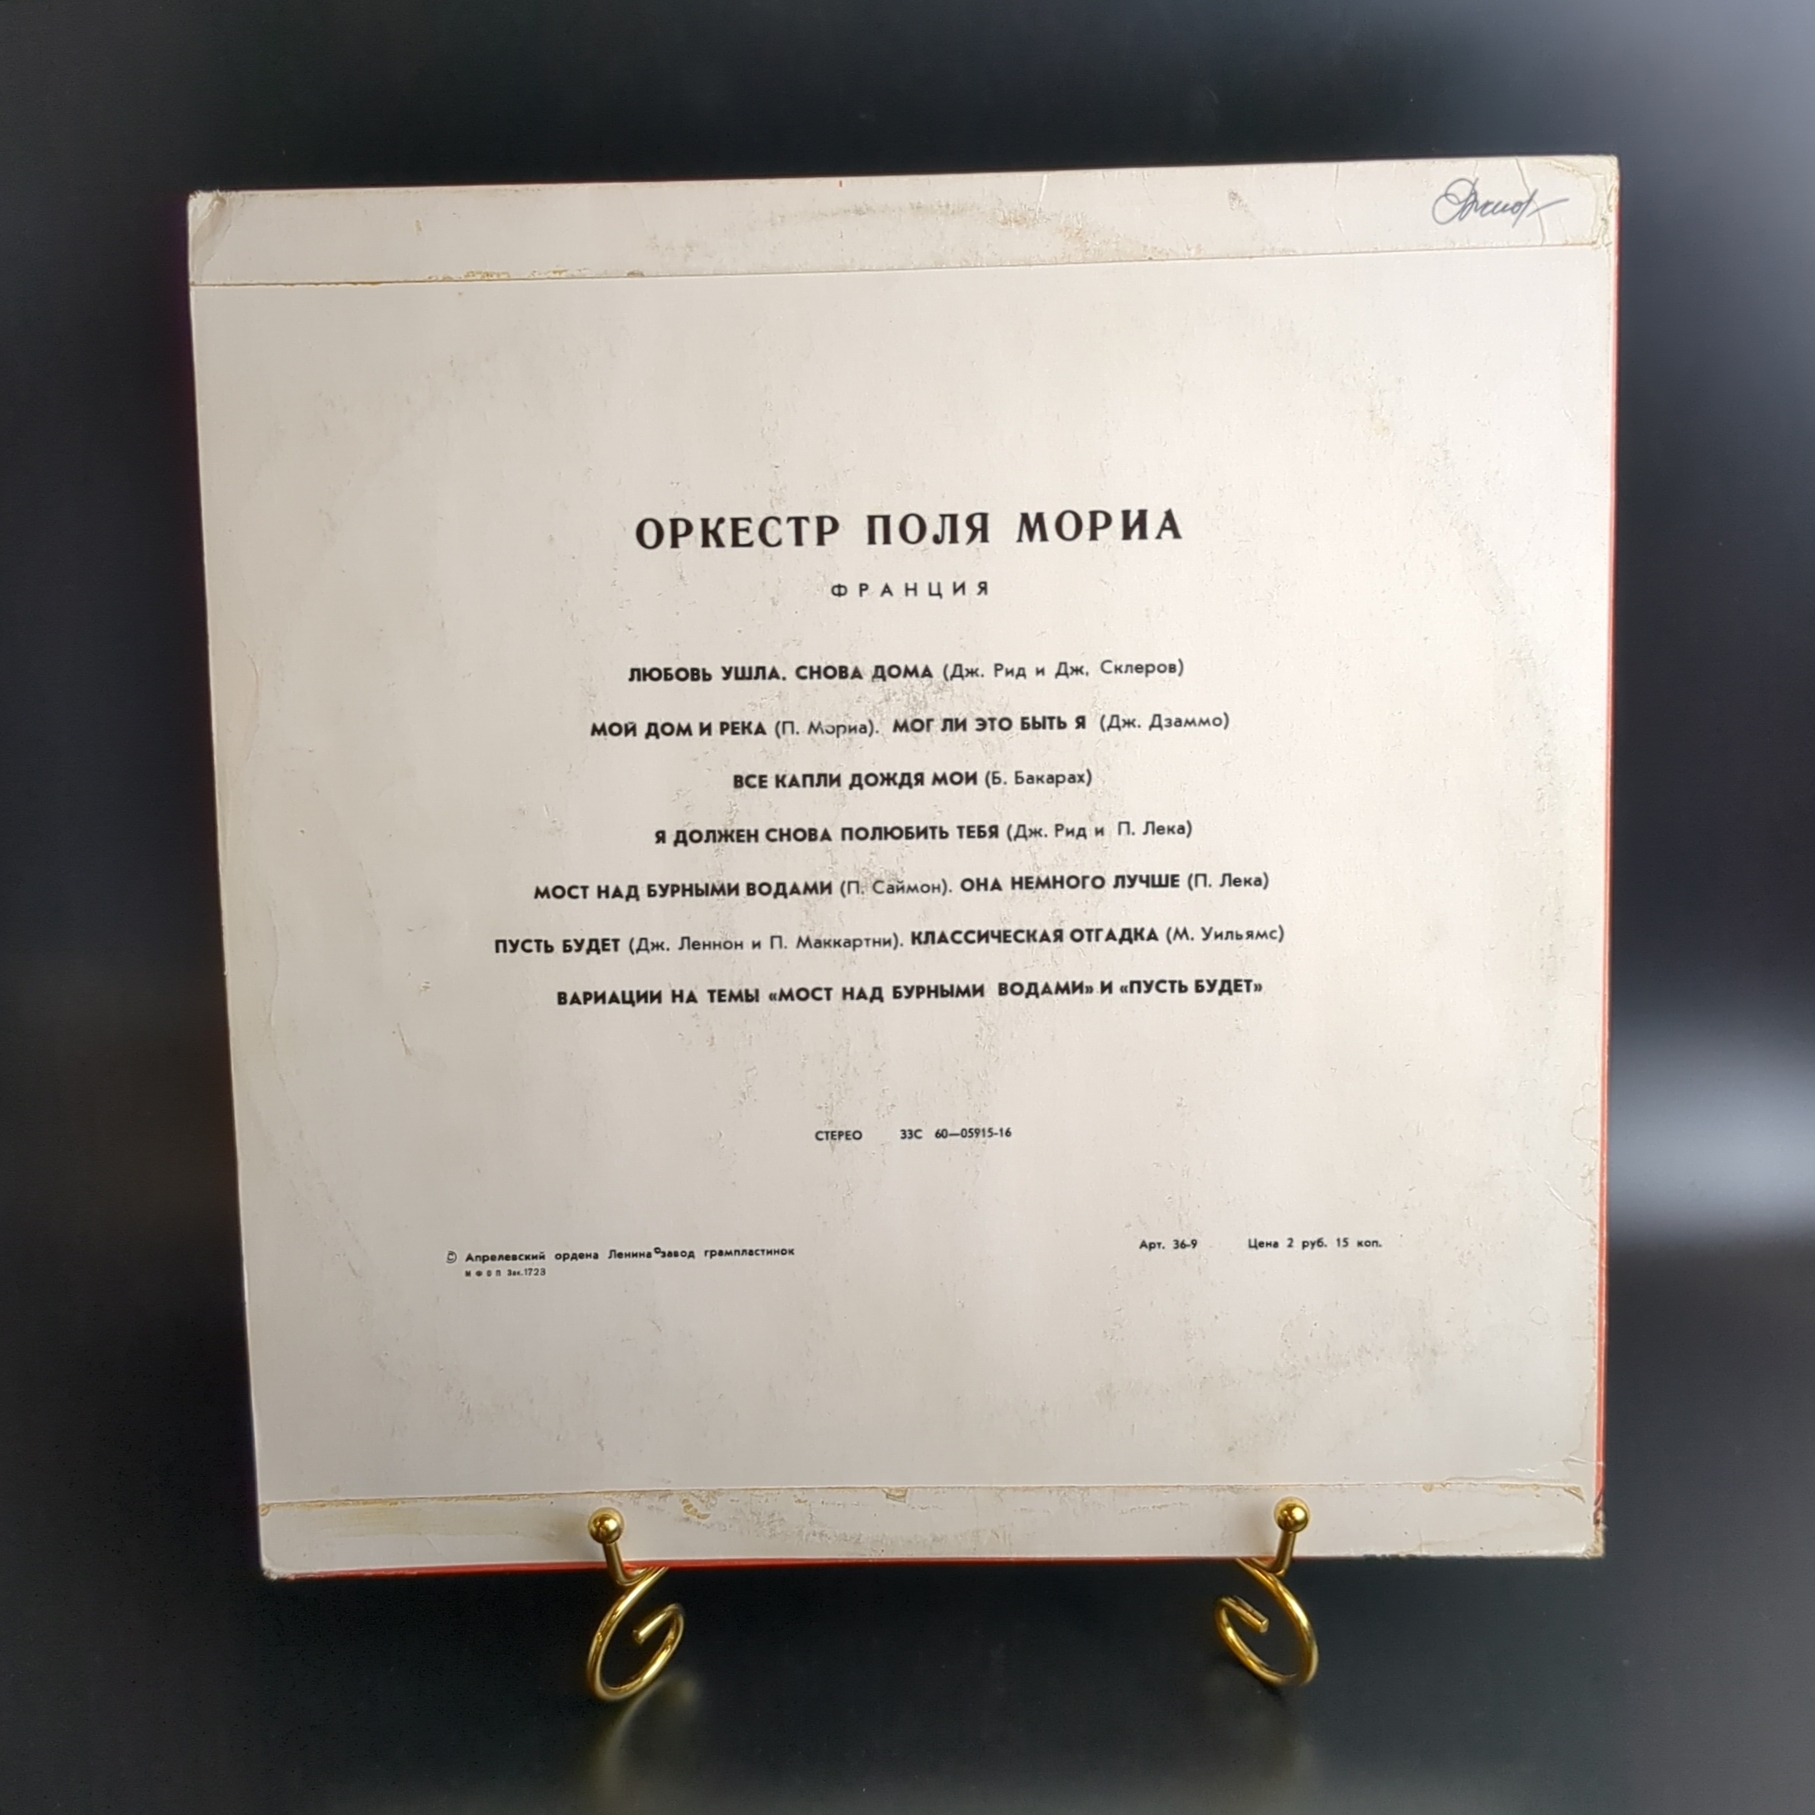 ОРКЕСТР ПОЛЯ МОРИА
ФРАНЦИЯ
ЛЮБОВЬ УШЛА. СНОВА ДОМА (Дж. Рид и Дж. Склеров)
МОЙ ДОМ И РЕКА (П. Мориа). МОГ ЛИ ЭТО БЫТЬ Я (Дж. Дзаммо)
ВСЕ КАПЛИ ДОЖДЯ МОИ (Б. Бакарах)
Я ДОЛЖЕН СНОВА ПОЛЮБИТЬ ТЕБЯ (Дж. Рид и П. Лека)
МОСТ НАД БУРНЫМИ ВОДАМИ (П. Саймон). ОНА НЕМНОГО ЛУЧШЕ (П. Лека)
ПУСТЬ БУДЕТ (Дж. Леннон и П. Маккартни). КЛАССИЧЕСКАЯ ОТГАДКА (М. Уильямс)
ВАРИАЦИИ НА ТЕМЫ «МОСТ НАД БУРНЫМИ ВОДАМИ» И «ПУСТЬ БУДЕТ»
СТЕРЕО 33С 60—05915-16
© Апрелевский ордена Ленина завод грампластинок Арт. 36-9 Цена 2 руб. 15 коп.
Зак.1723